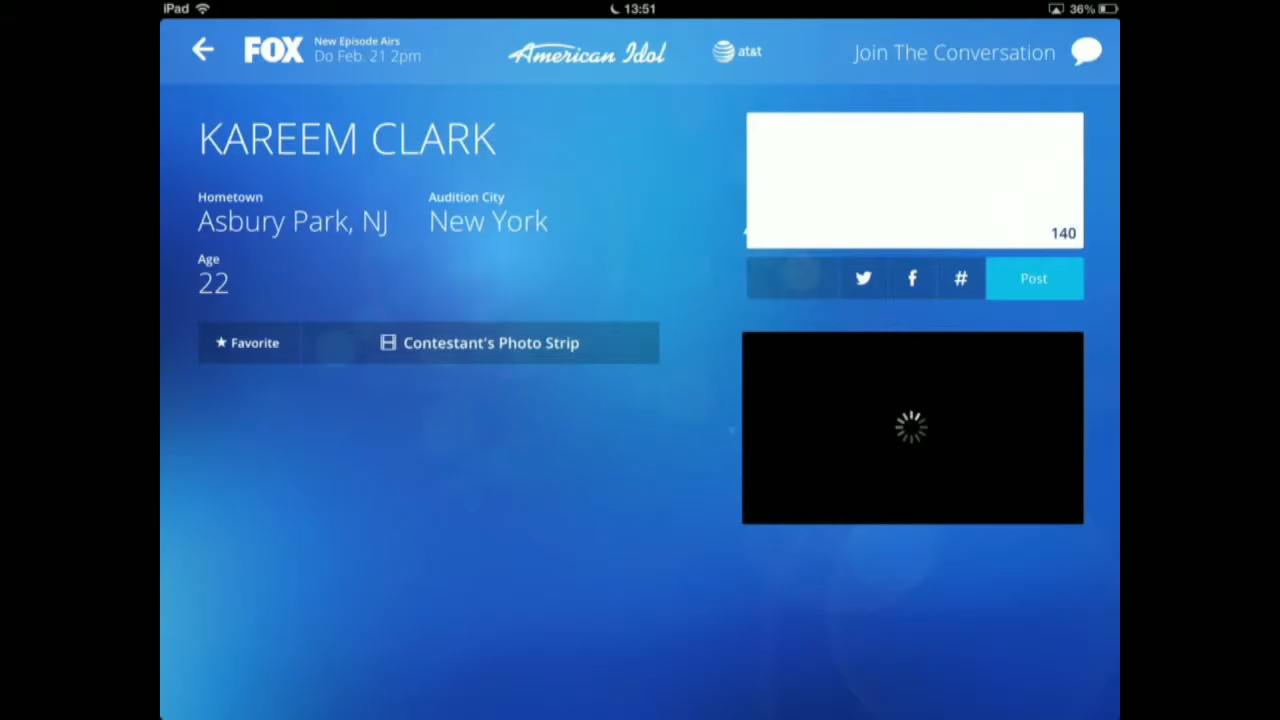 iPad
13:51
36%
FOX
New Episode Airs
Do Feb. 21 2pm
American Idol
at&t
Join The Conversation
KAREEM CLARK
Hometown
Asbury Park, NJ
Audition City
New York
Age
22
140
# Post
Favorite
Contestant's Photo Strip